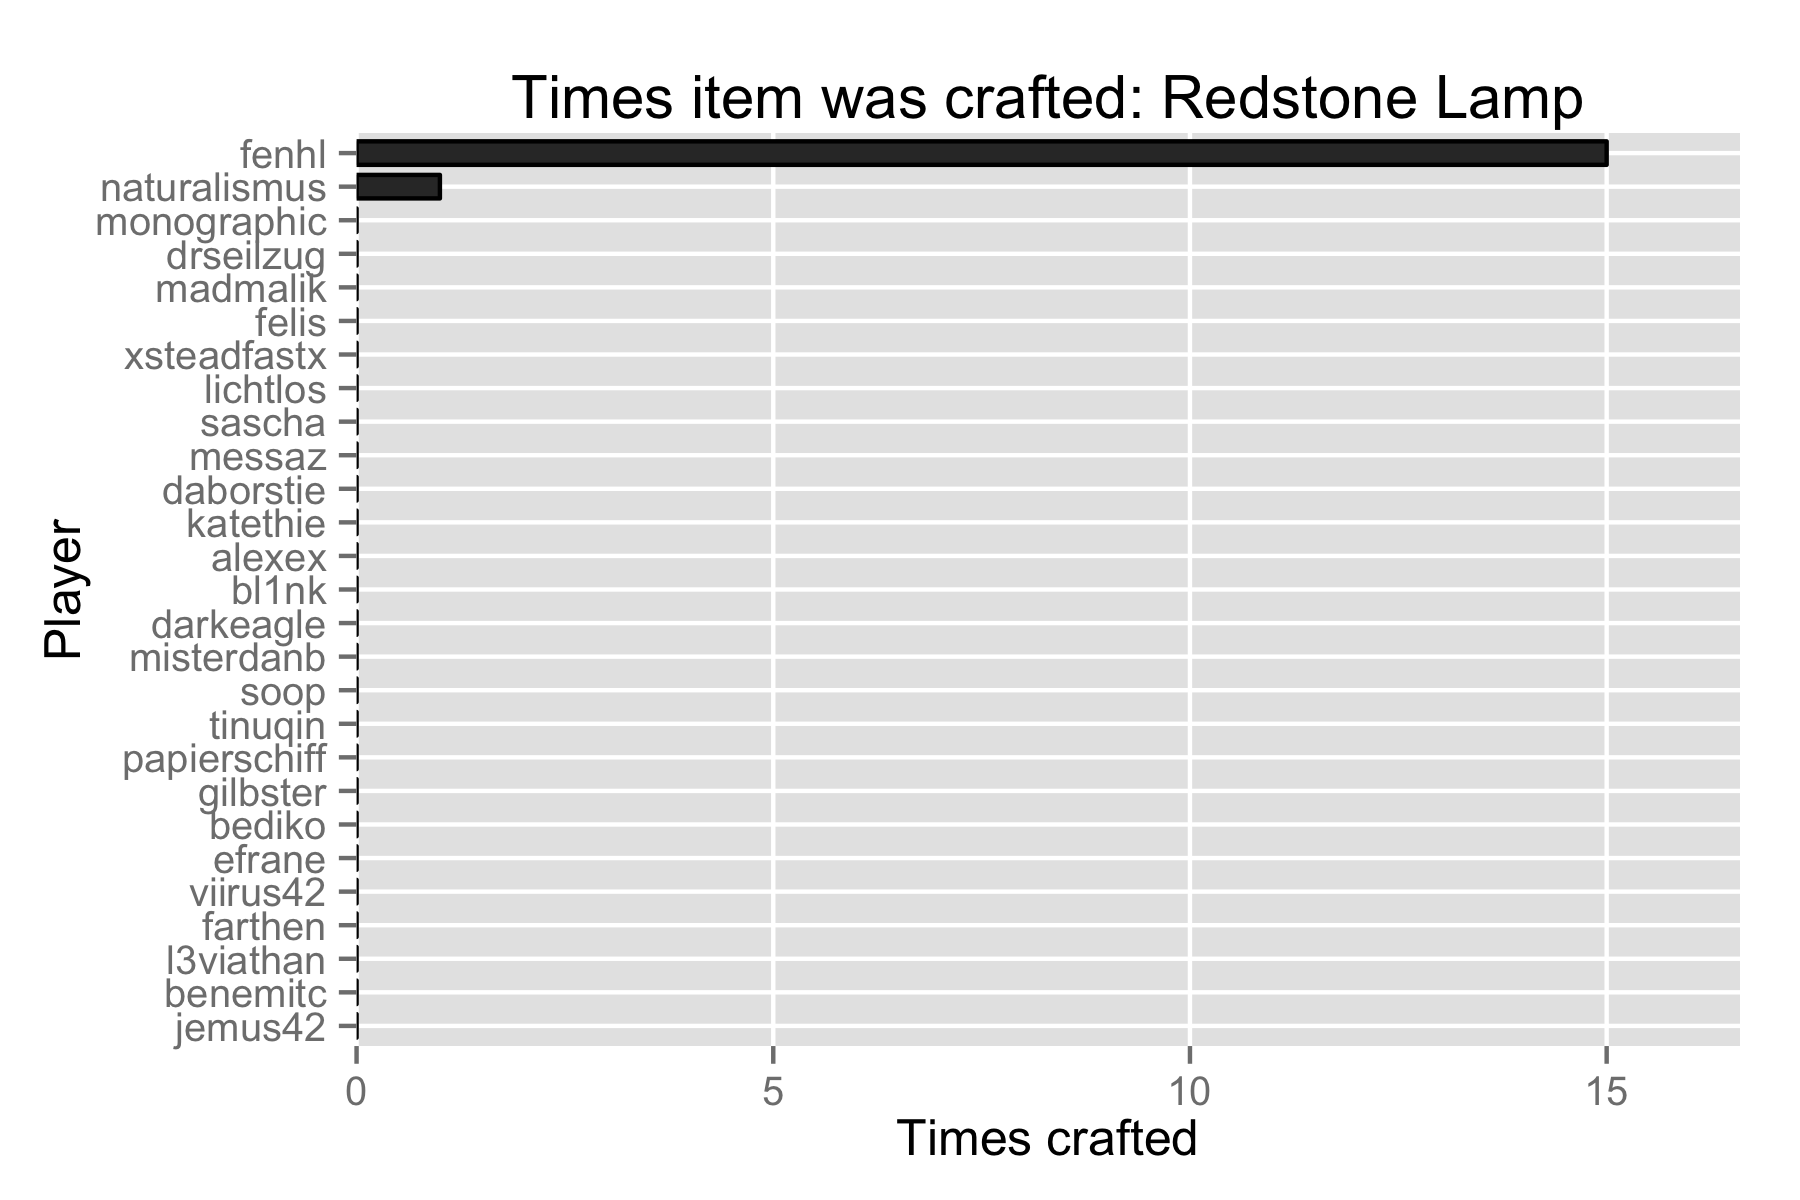 Times item was crafted: Redstone Lamp
fenhl
naturalismus
monographic
drseilzug
madmalik
felis
xsteadfastx
lichtlos
sascha
messaz
daborstie
katethie
alexex
bl1nk
darkeagle
misterdanb
soop
tinuqin
papierschiff
gilbster
bediko
efrane
viirus42
farthen
l3viathan
benemitc
jemus42
Player
0 5 10 15
Times crafted